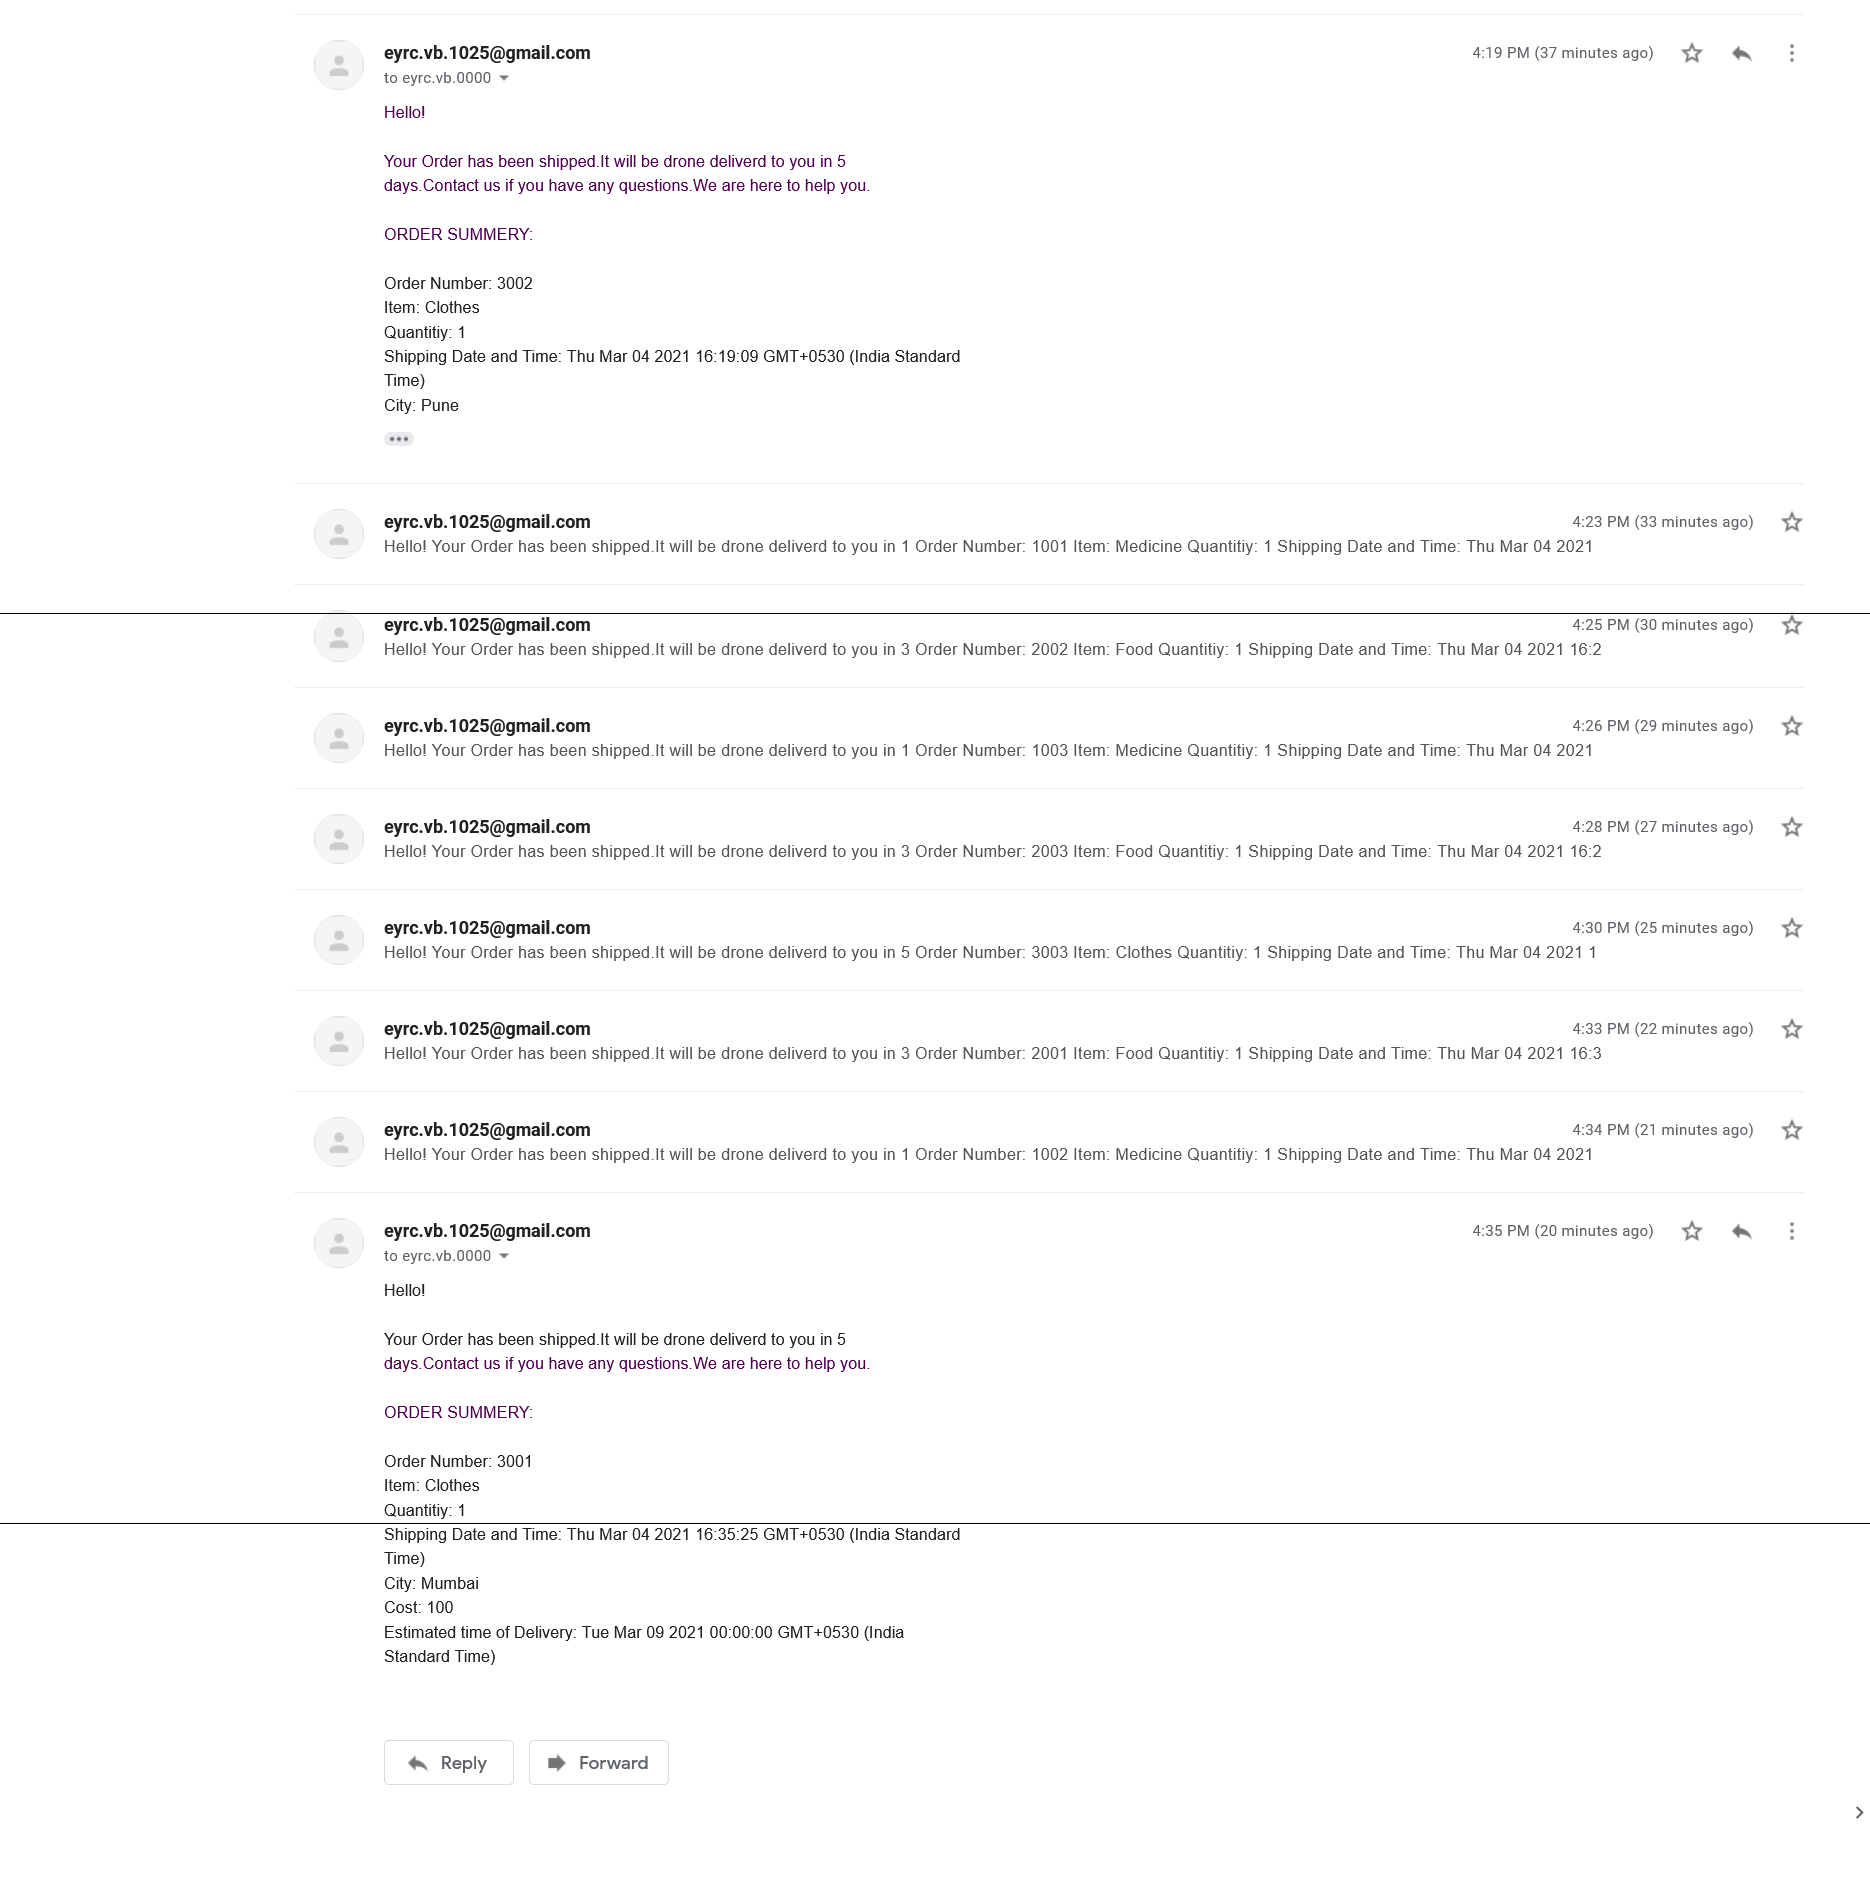 eyrc.vb.1025@gmail.com 4:19 PM (37 minutes ago)
to eyrc.vb.0000
Hello!
Your Order has been shipped.It will be drone deliverd to you in 5
days.Contact us if you have any questions.We are here to help you.
ORDER SUMMERY:
Order Number: 3002
Item: Clothes
Quantitiy: 1
Shipping Date and Time: Thu Mar 04 2021 16:19:09 GMT+0530 (India Standard
Time)
City: Pune
eyrc.vb.1025@gmail.com 4:23 PM (33 minutes ago)
Hello! Your Order has been shipped.It will be drone deliverd to you in 1 Order Number: 1001 Item: Medicine Quantitiy: 1 Shipping Date and Time: Thu Mar 04 2021
eyrc.vb.1025@gmail.com 4:25 PM (30 minutes ago)
Hello! Your Order has been shipped.It will be drone deliverd to you in 3 Order Number: 2002 Item: Food Quantitiy: 1 Shipping Date and Time: Thu Mar 04 2021 16:2
eyrc.vb.1025@gmail.com 4:26 PM (29 minutes ago)
Hello! Your Order has been shipped.It will be drone deliverd to you in 1 Order Number: 1003 Item: Medicine Quantitiy: 1 Shipping Date and Time: Thu Mar 04 2021
eyrc.vb.1025@gmail.com 4:28 PM (27 minutes ago)
Hello! Your Order has been shipped.It will be drone deliverd to you in 3 Order Number: 2003 Item: Food Quantitiy: 1 Shipping Date and Time: Thu Mar 04 2021 16:2
eyrc.vb.1025@gmail.com 4:30 PM (25 minutes ago)
Hello! Your Order has been shipped.It will be drone deliverd to you in 5 Order Number: 3003 Item: Clothes Quantitiy: 1 Shipping Date and Time: Thu Mar 04 2021 1
eyrc.vb.1025@gmail.com 4:33 PM (22 minutes ago)
Hello! Your Order has been shipped.It will be drone deliverd to you in 3 Order Number: 2001 Item: Food Quantitiy: 1 Shipping Date and Time: Thu Mar 04 2021 16:3
eyrc.vb.1025@gmail.com 4:34 PM (21 minutes ago)
Hello! Your Order has been shipped.It will be drone deliverd to you in 1 Order Number: 1002 Item: Medicine Quantitiy: 1 Shipping Date and Time: Thu Mar 04 2021
eyrc.vb.1025@gmail.com 4:35 PM (20 minutes ago)
to eyrc.vb.0000
Hello!
Your Order has been shipped.It will be drone deliverd to you in 5
days.Contact us if you have any questions.We are here to help you.
ORDER SUMMERY:
Order Number: 3001
Item: Clothes
Quantitiy: 1
Shipping Date and Time: Thu Mar 04 2021 16:35:25 GMT+0530 (India Standard
Time)
City: Mumbai
Cost: 100
Estimated time of Delivery: Tue Mar 09 2021 00:00:00 GMT+0530 (India
Standard Time)
Reply Forward